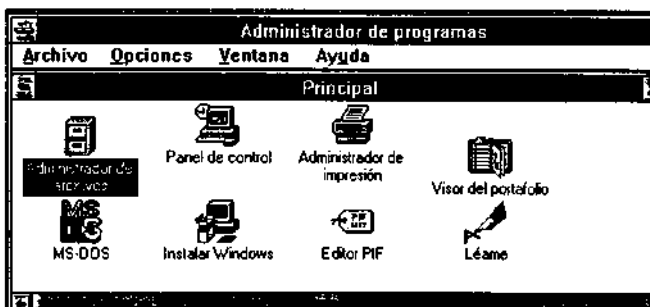 Administrador de programas
Archivo Opciones Ventana Ayuda
Principal
Administrador de archivos
Panel de control
Administrador de impresión
Visor del portafolio
MS-DOS
Instalar Windows
Editor PIF
Léame